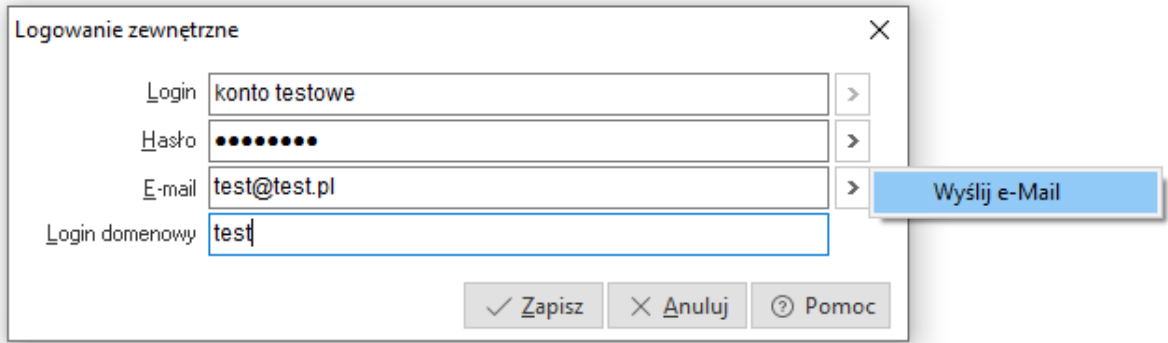 Logowanie zewnętrzne
Login konto testowe
Hasło ●●●●●●●●
E-mail test@test.pl
Wyślij e-Mail
Login domenowy test
Zapisz Anuluj Pomoc